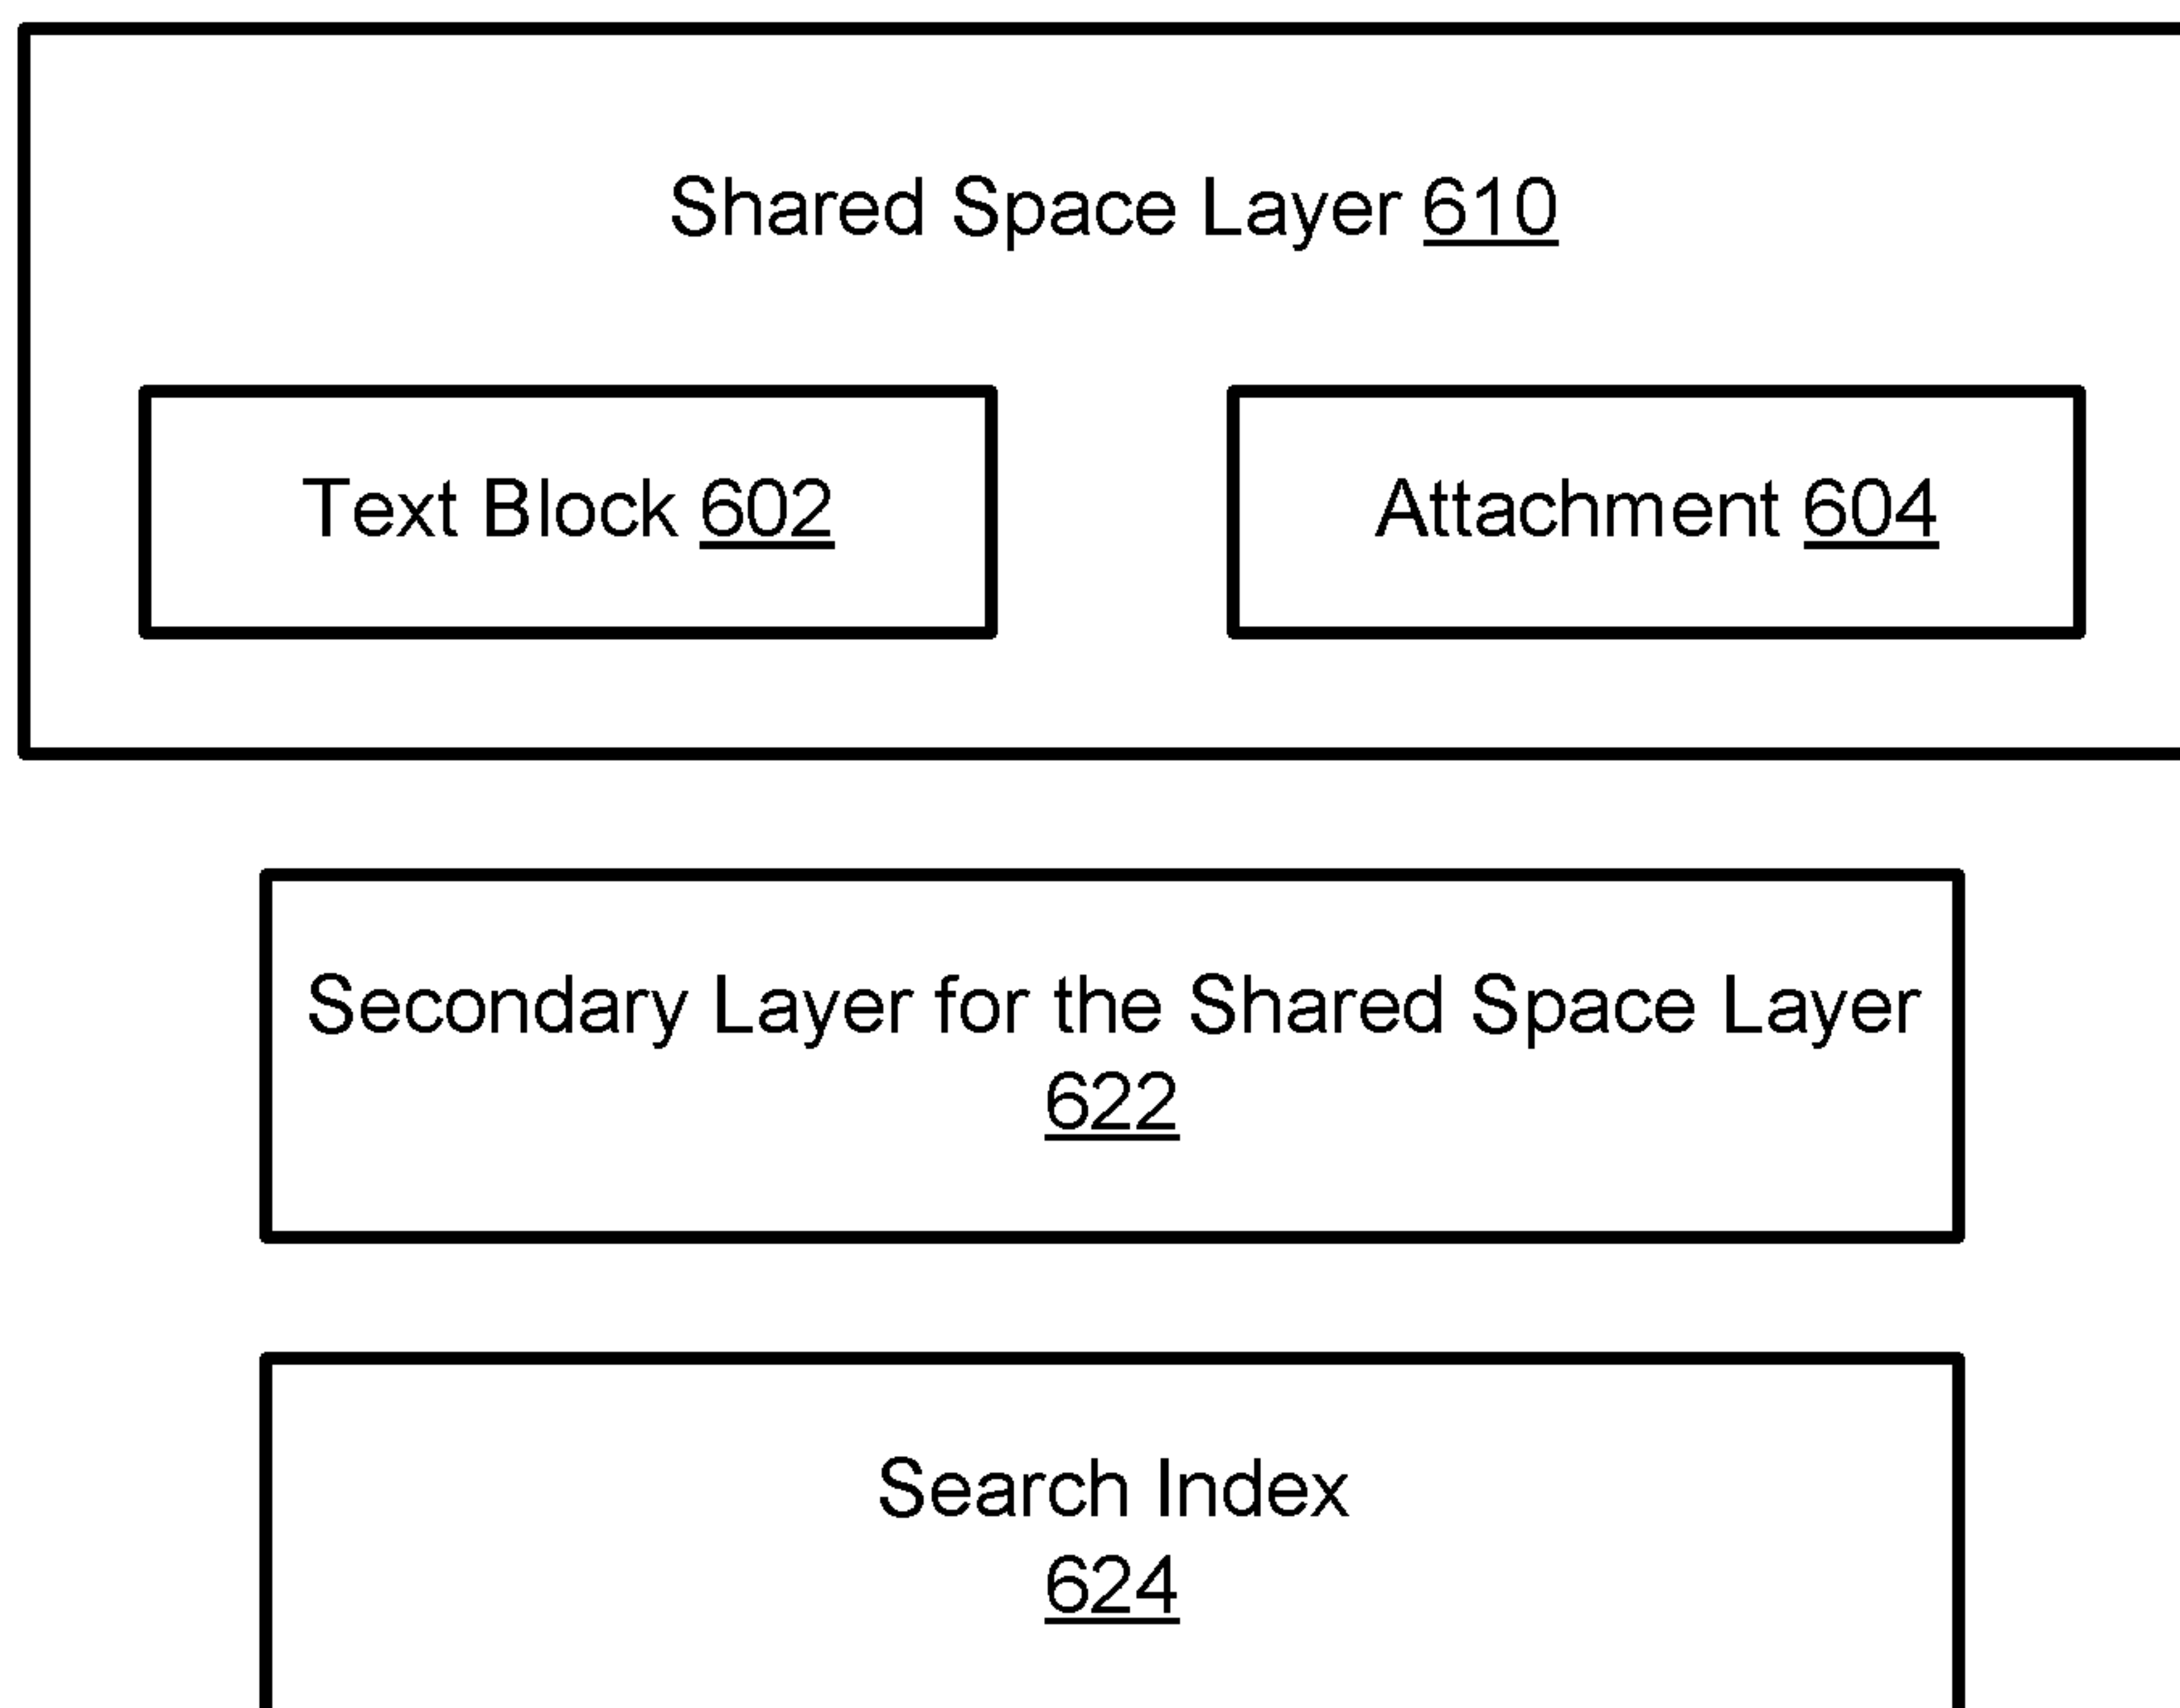 Shared Space Layer 610
Text Block 602
Attachment 604
Secondary Layer for the Shared Space Layer
622
Search Index
624